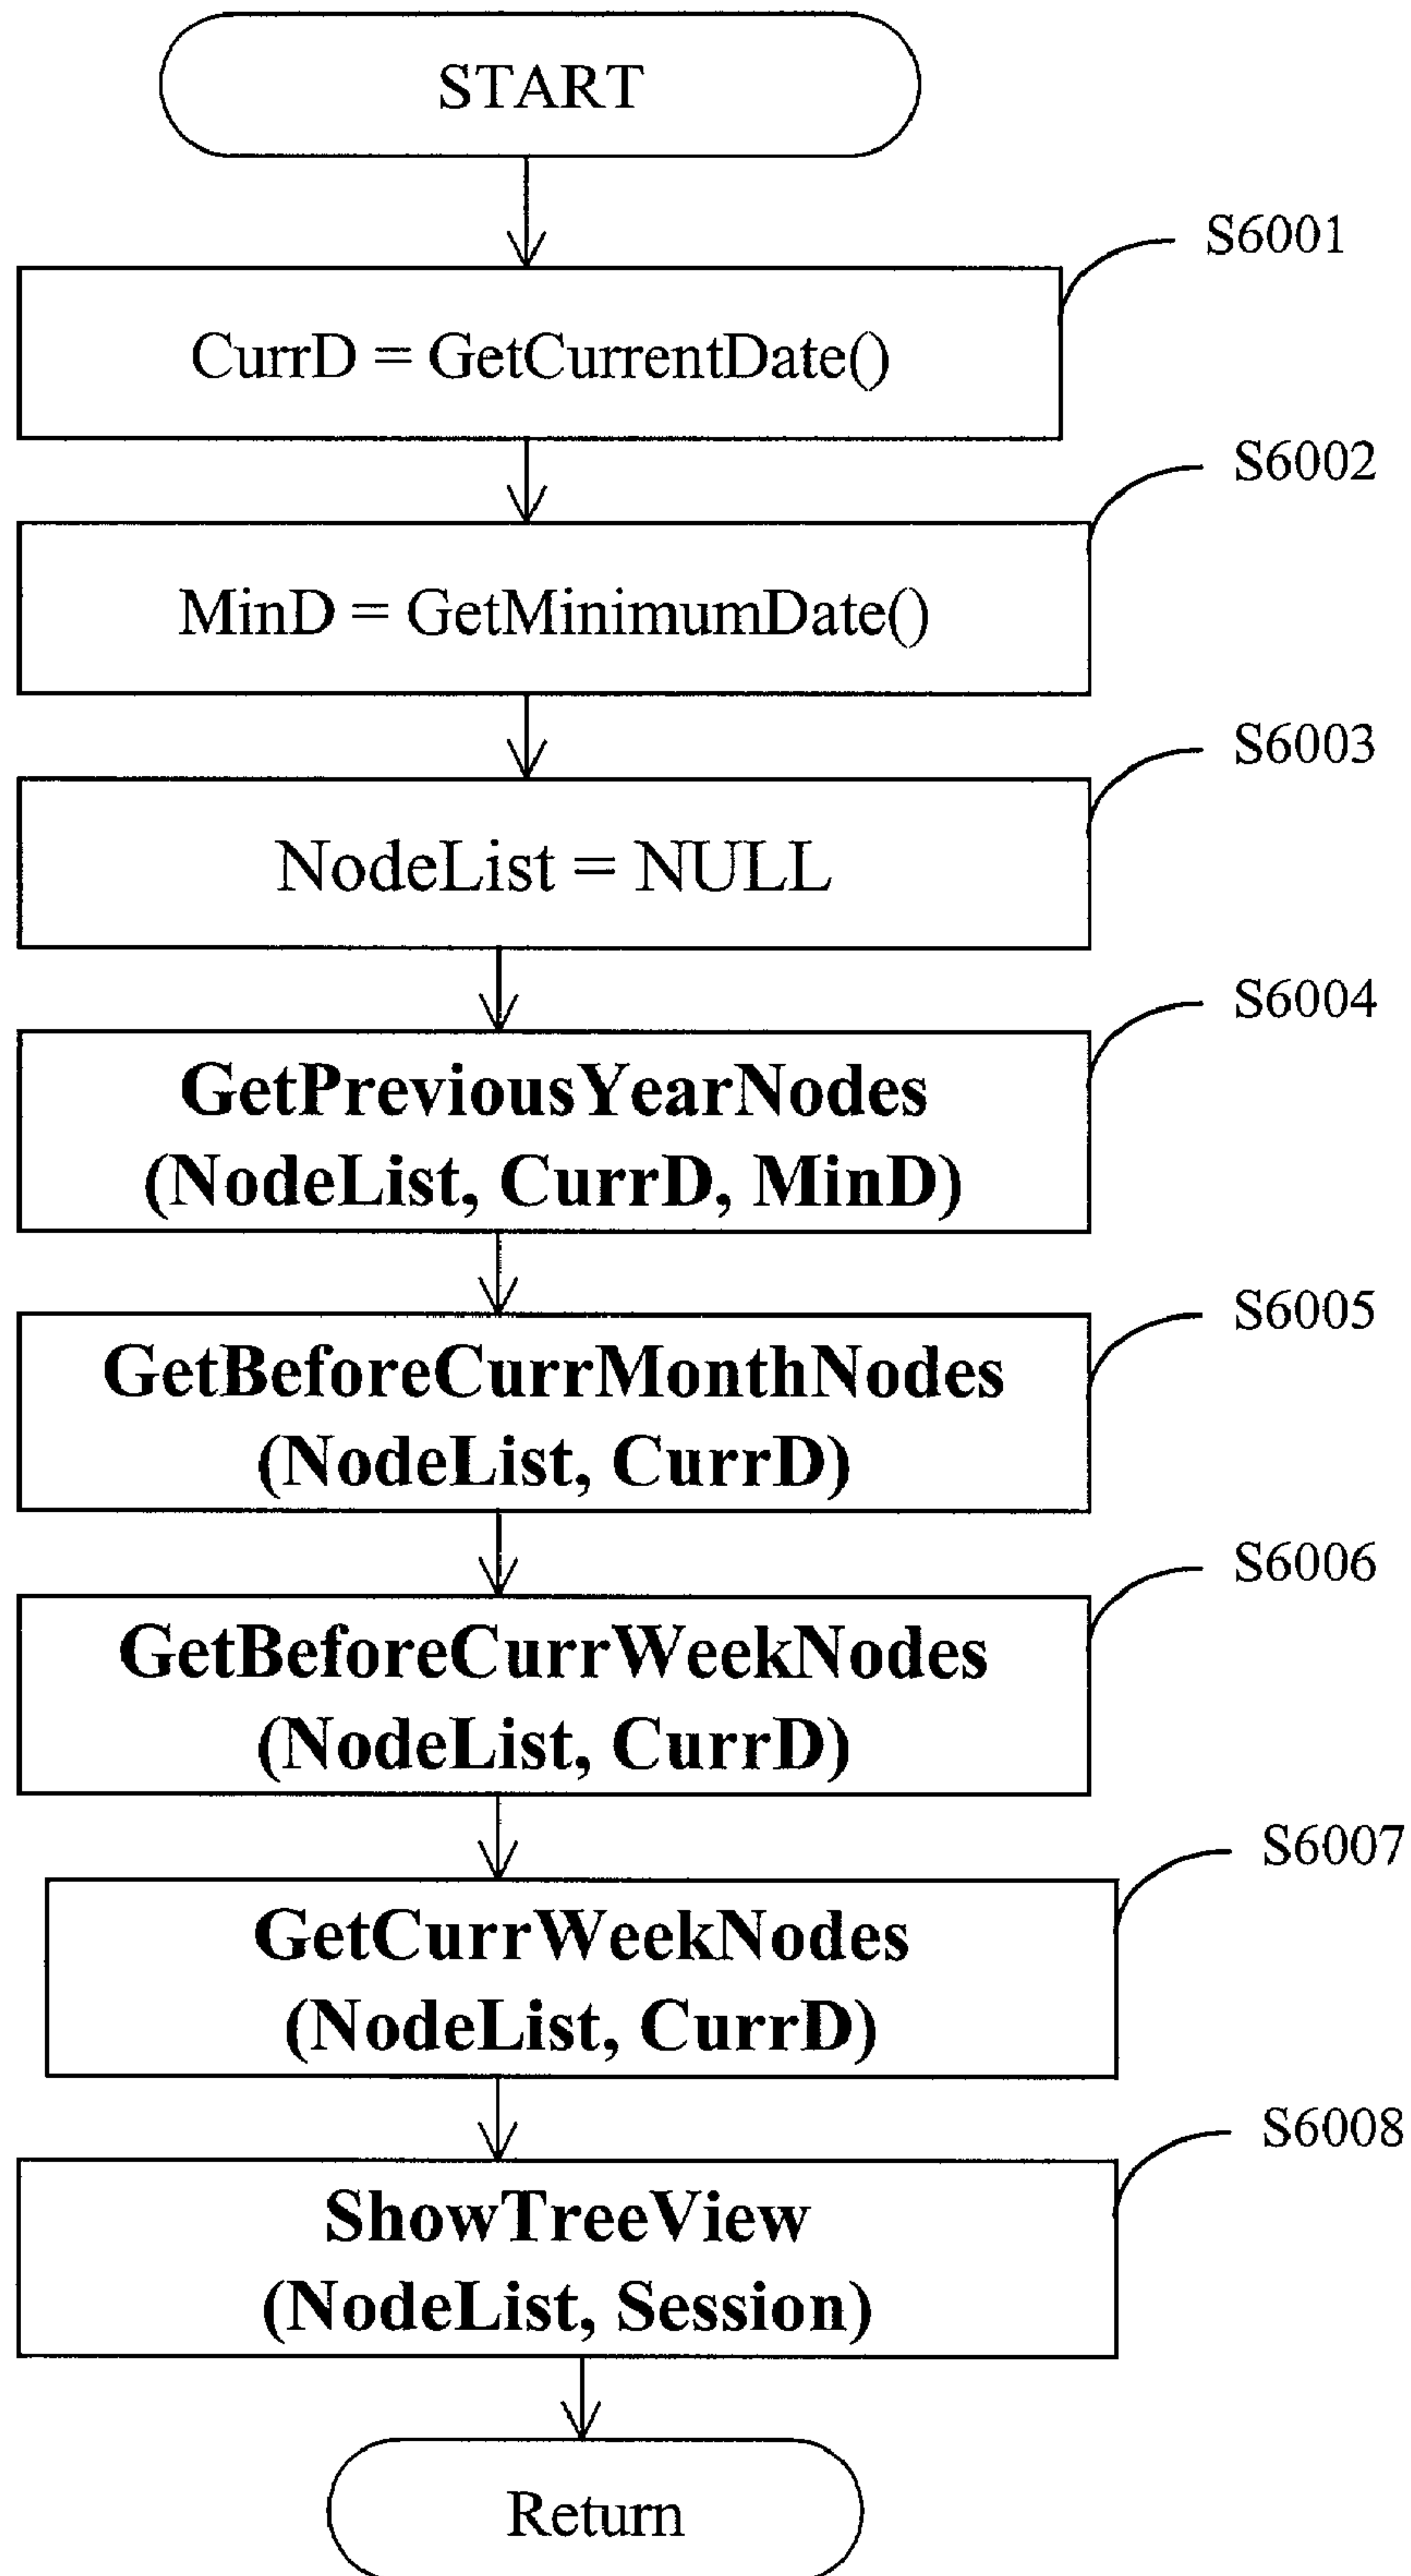 START
S6001
CurrD = GetCurrentDate()
S6002
MinD = GetMinimumDate()
S6003
NodeList = NULL
S6004
GetPreviousYearNodes
(NodeList, CurrD, MinD)
S6005
GetBeforeCurrMonthNodes
(NodeList, CurrD)
S6006
GetBeforeCurrWeekNodes
(NodeList, CurrD)
S6007
GetCurrWeekNodes
(NodeList, CurrD)
S6008
ShowTreeView
(NodeList, Session)
Return